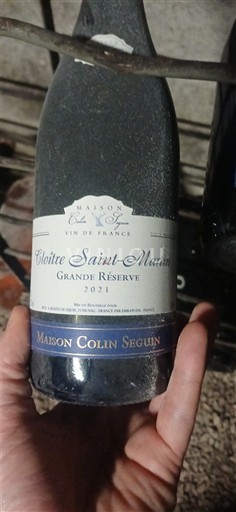 MAISON
Colin Seguin
VIN DE FRANCE
Cloître Saint-Martin
GRANDE RÉSERVE
2021
MAISON COLIN SEGUIN